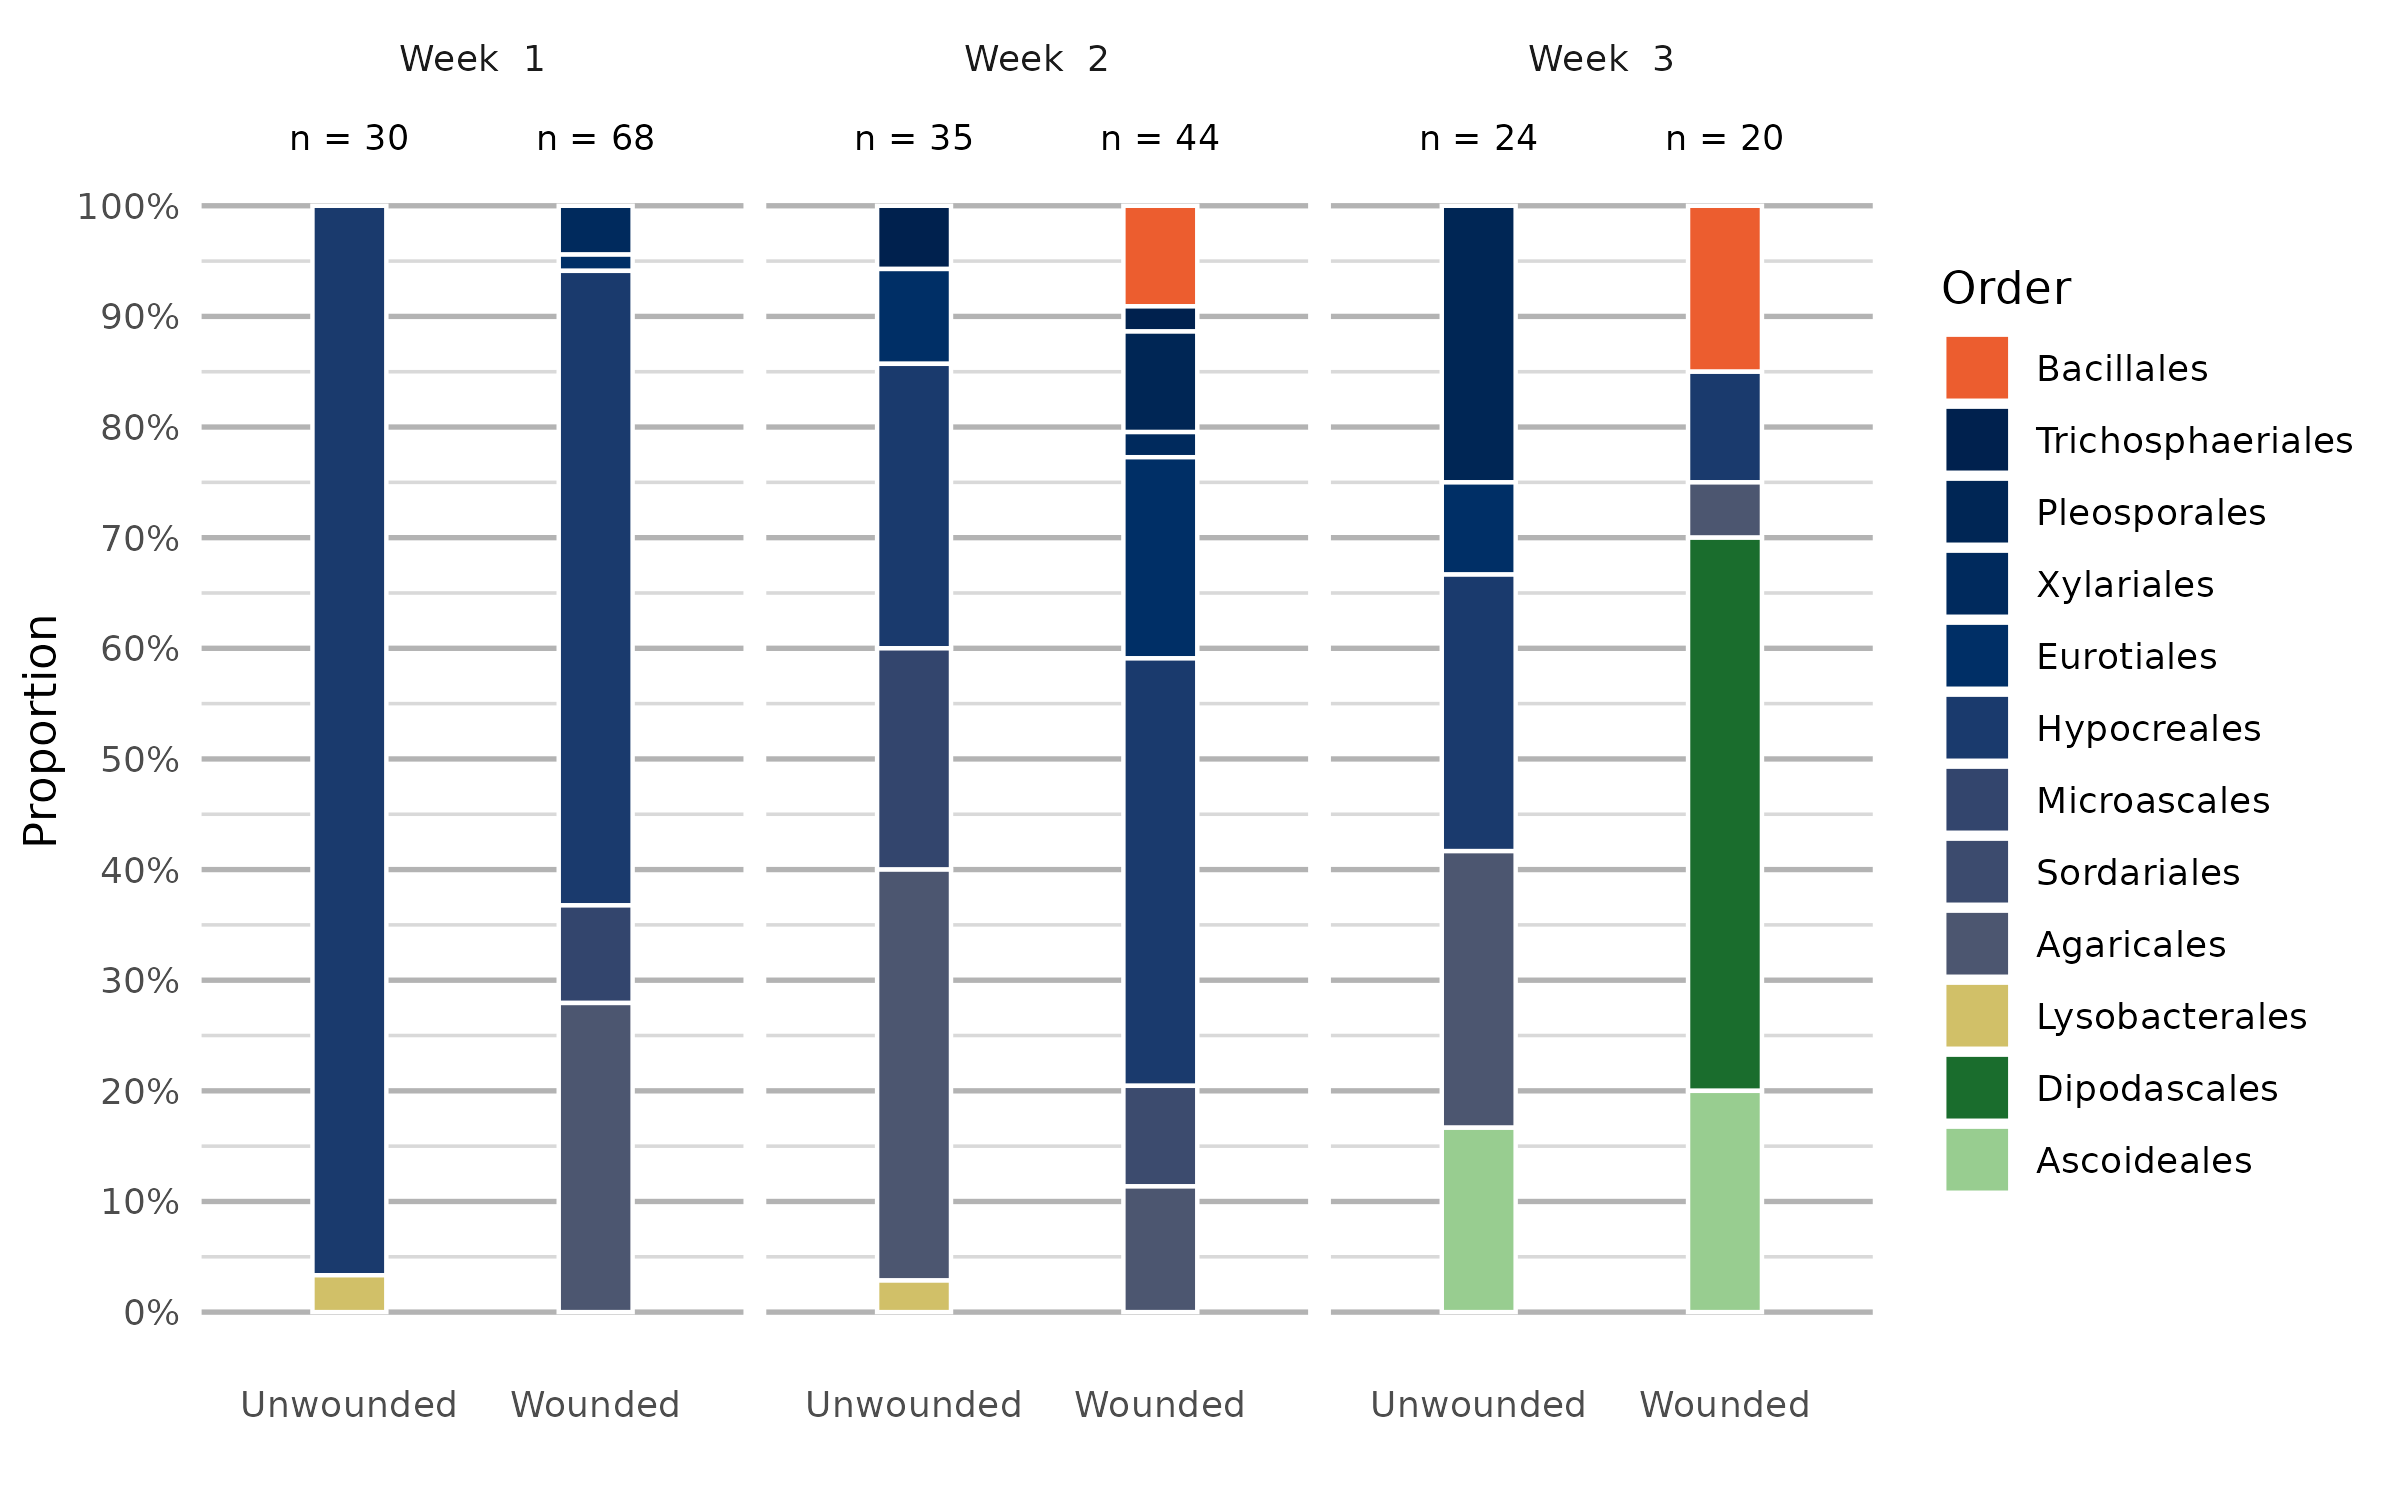 Week 1
Week 2
Week 3
n = 30
n = 68
n = 35
n = 44
n = 24
n = 20
100%
90%
80%
70%
60%
50%
40%
30%
20%
10%
0%
Proportion
Unwounded
Wounded
Unwounded
Wounded
Unwounded
Wounded
Order
Bacillales
Trichosphaeriales
Pleosporales
Xylariales
Eurotiales
Hypocreales
Microascales
Sordariales
Agaricales
Lysobacterales
Dipodascales
Ascoideales